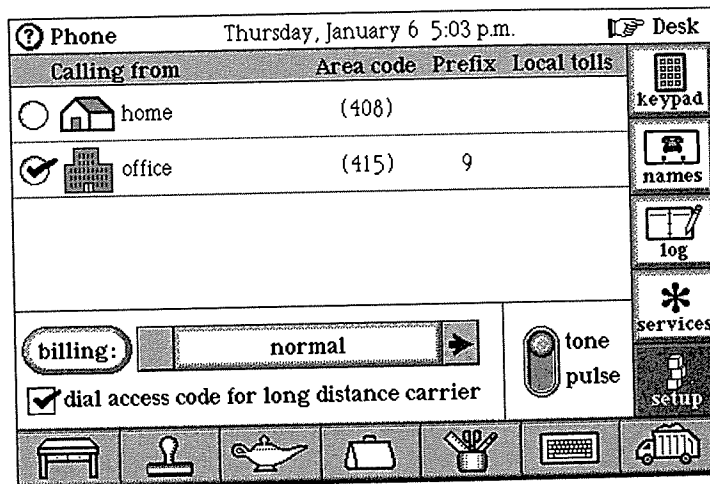 ? Phone Thursday, January 6 5:03 p.m. Desk
Calling from Area code Prefix Local tolls
keypad
home (408)
office (415) 9
names
log
services
billing: normal
tone
pulse
dial access code for long distance carrier
setup